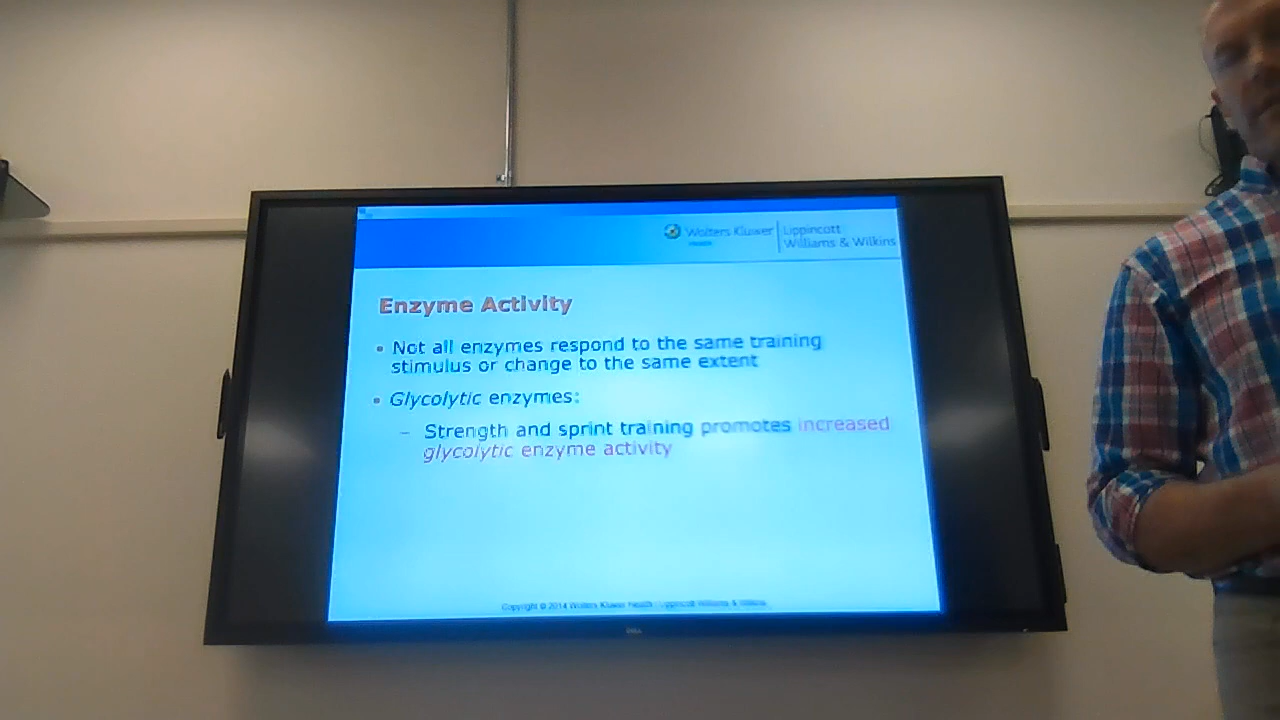 Wolters Kluwer
Health
Lippincott
Williams & Wilkins
Enzyme Activity
• Not all enzymes respond to the same training
stimulus or change to the same extent
• Glycolytic enzymes:
– Strength and sprint training promotes increased
glycolytic enzyme activity
Copyright © 2014 Wolters Kluwer Health Lippincott Williams & Wilkins
DELL